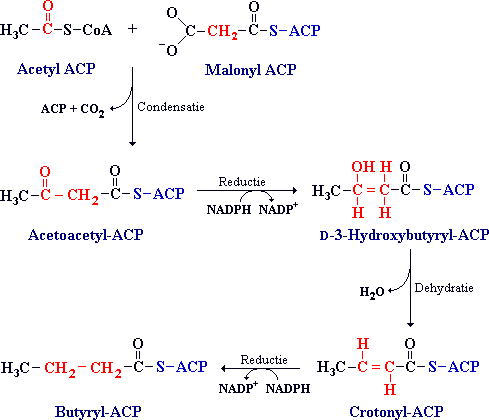 O O O
H₃C C S CoA + C CH₂ C S ACP
⁻O
Acetyl ACP Malonyl ACP
ACP + CO₂ Condensatie
O O OH H O
H₃C C CH₂ C S ACP Reductie H₃C C C C S ACP
NADPH NADP⁺ H H
Acetoacetyl-ACP D-3-Hydroxybutyryl-ACP
H₂O Dehydratie
O H O
H₃C CH₂ CH₂ C S ACP Reductie H₃C C C C S ACP
NADP⁺ NADPH H
Butyryl-ACP Crotonyl-ACP